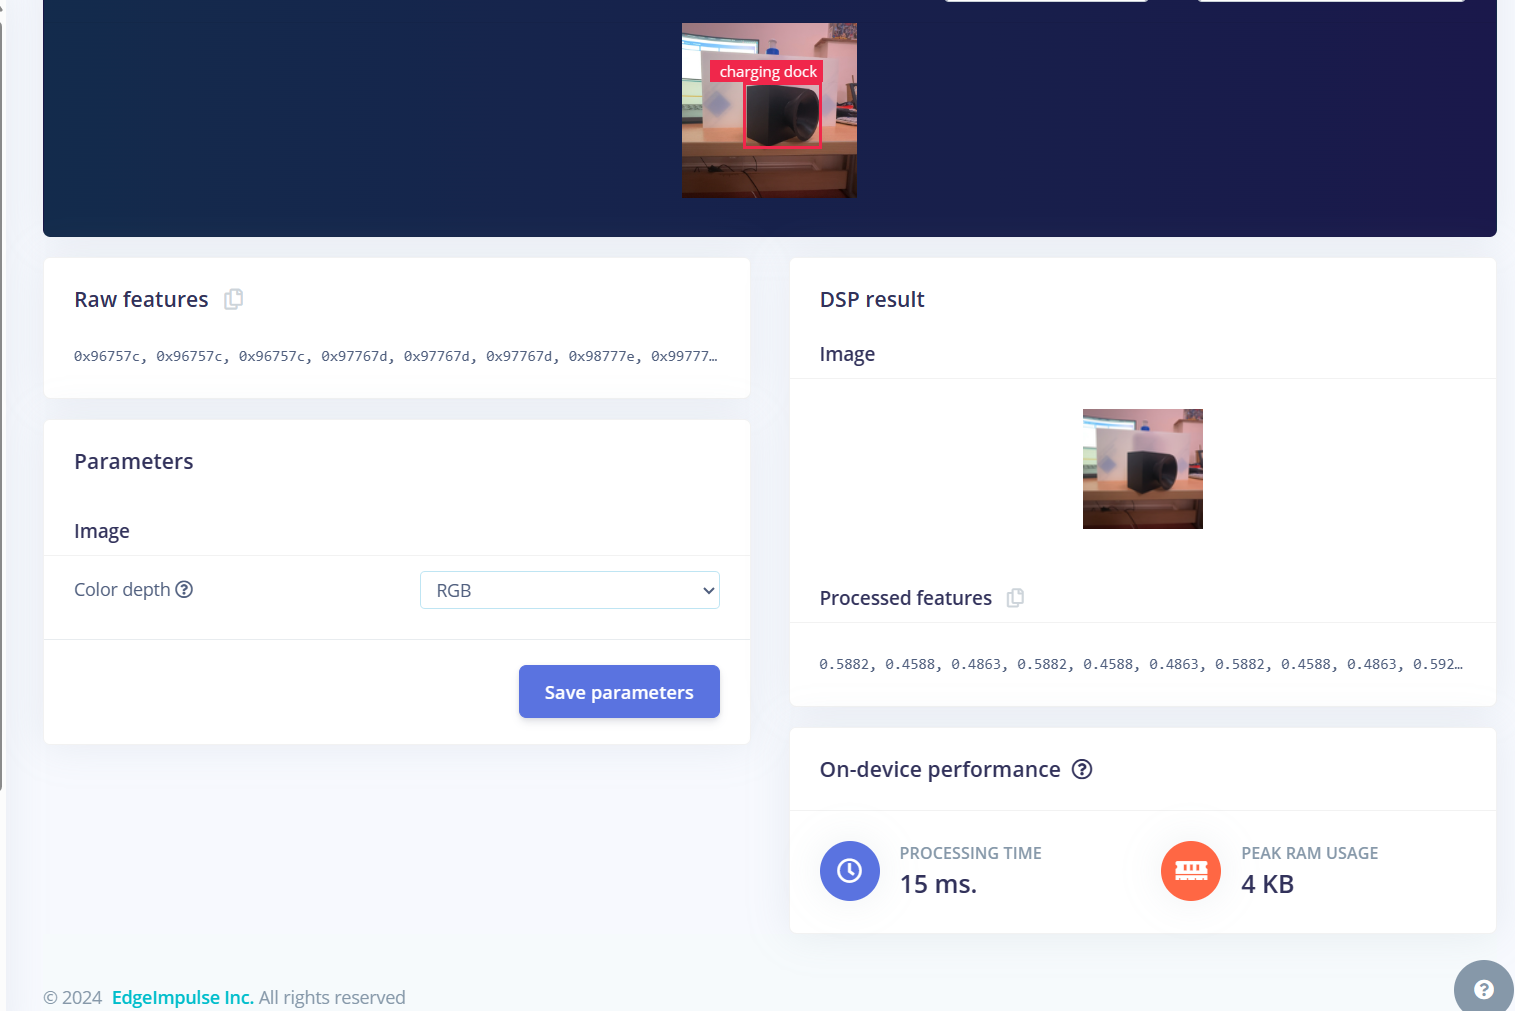 charging dock
Raw features
0x96757c, 0x96757c, 0x96757c, 0x97767d, 0x97767d, 0x97767d, 0x98777e, 0x99777…
Parameters
Image
Color depth
RGB
Save parameters
DSP result
Image
Processed features
0.5882, 0.4588, 0.4863, 0.5882, 0.4588, 0.4863, 0.5882, 0.4588, 0.4863, 0.592…
On-device performance
PROCESSING TIME
15 ms.
PEAK RAM USAGE
4 KB
© 2024 EdgeImpulse Inc. All rights reserved